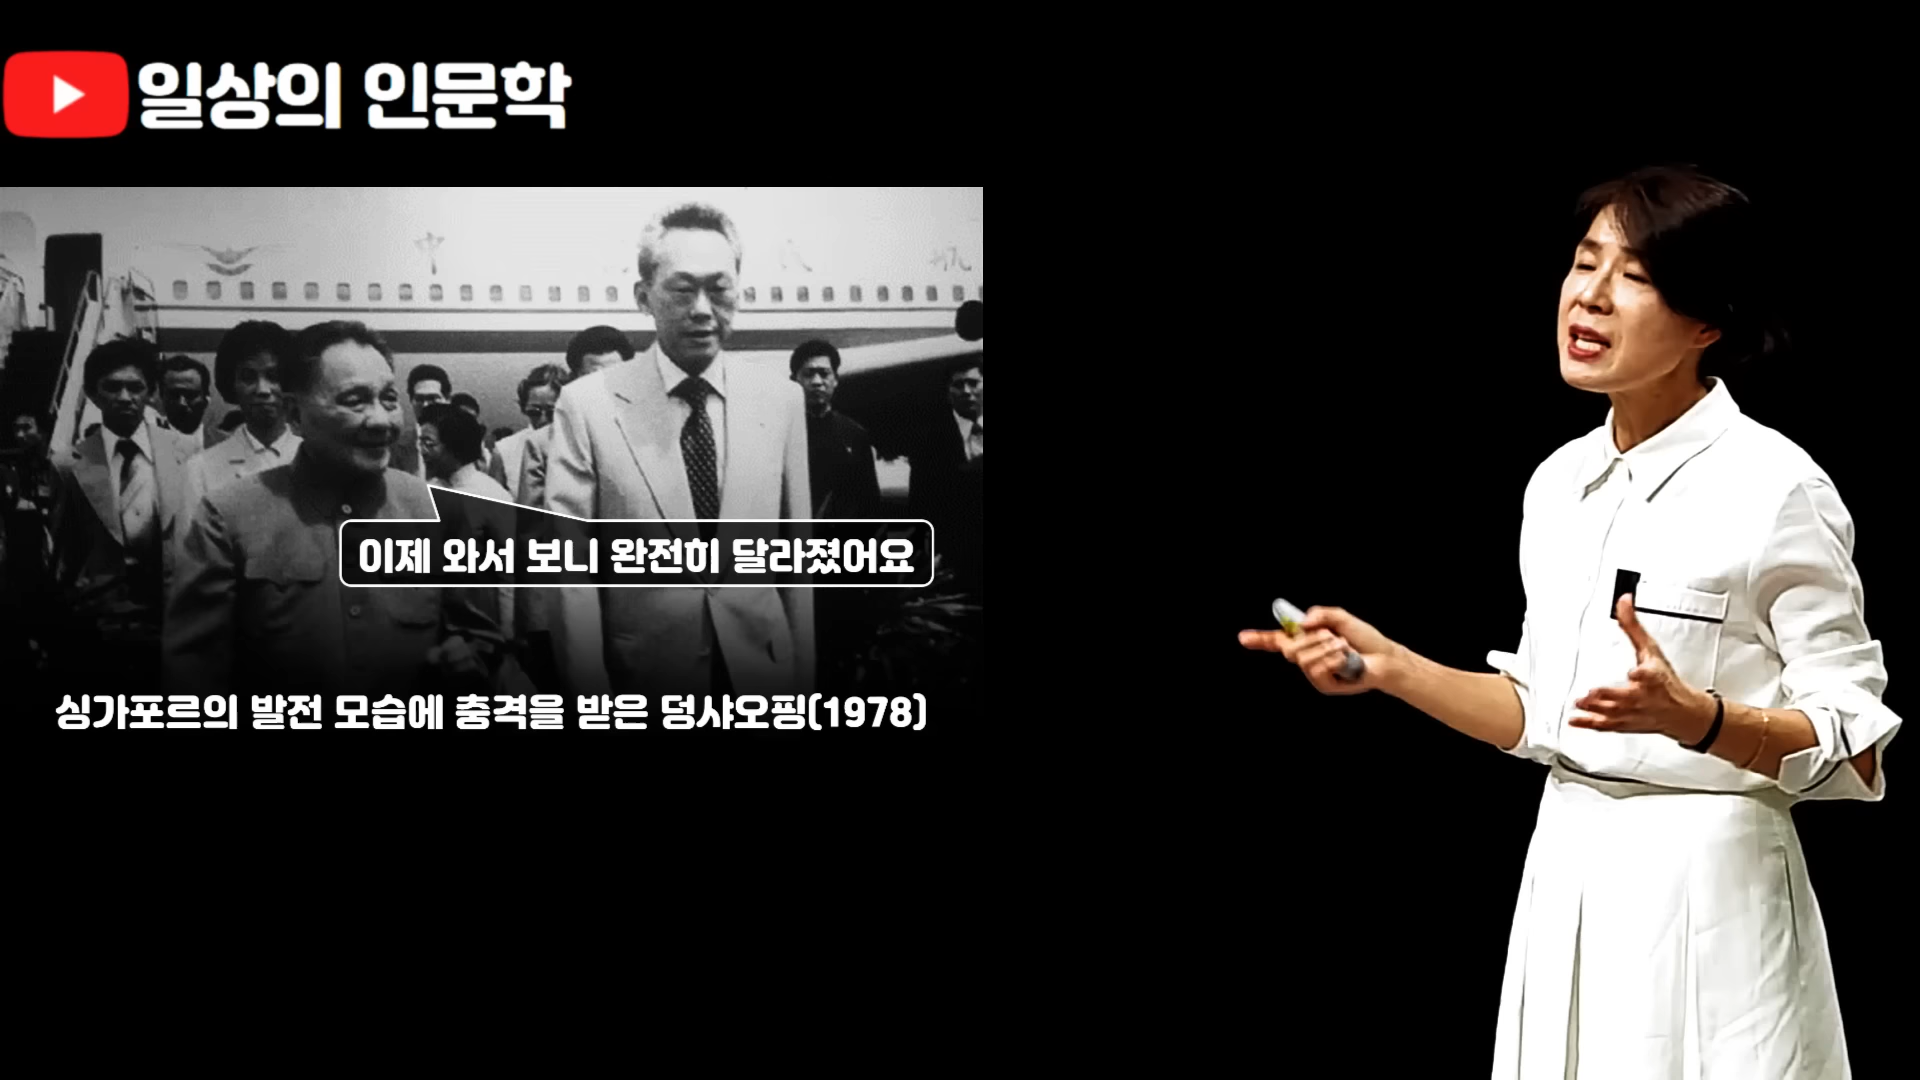 일상의 인문학
이제 와서 보니 완전히 달라졌어요
싱가포르의 발전 모습에 충격을 받은 덩샤오핑(1978)